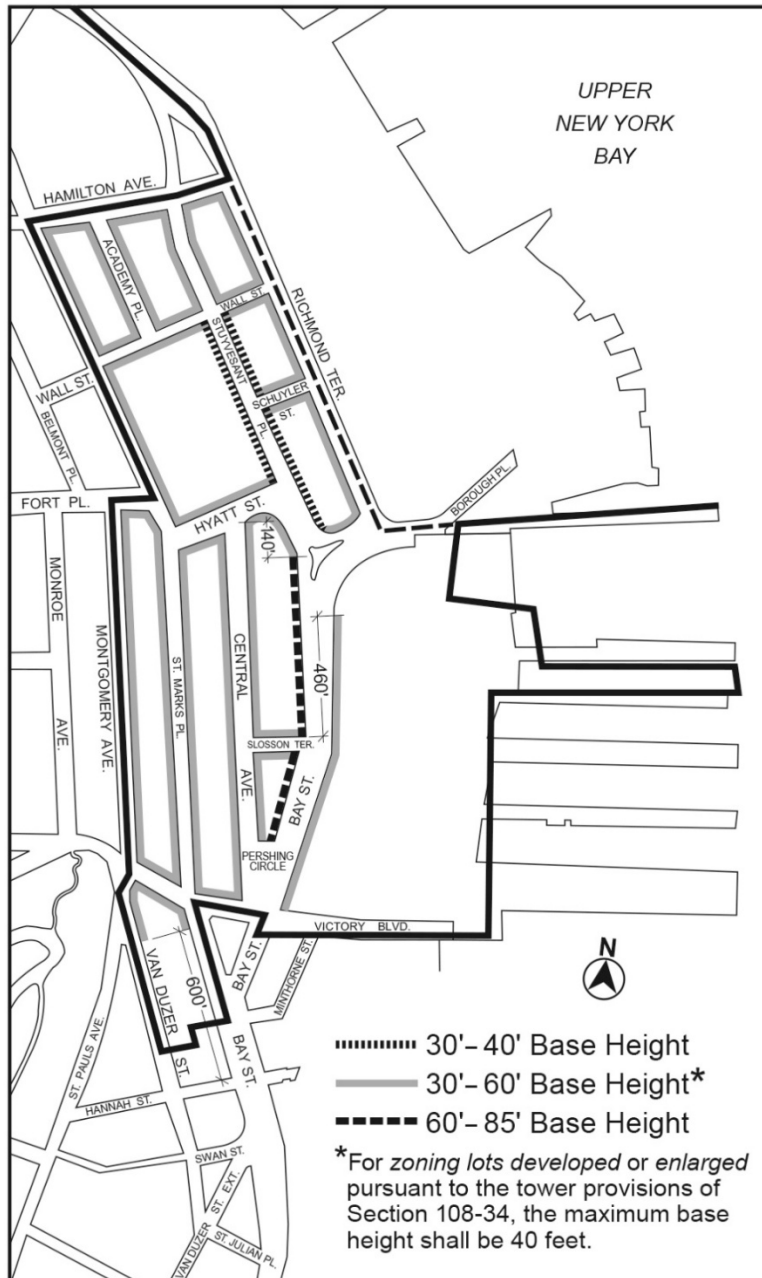 UPPER
NEW YORK
BAY
HAMILTON AVE.
ACADEMY PL.
WALL ST.
RICHMOND TER.
STUYVESANT PL.
SCHUYLER
ST.
WALL ST.
BELMONT PL.
BOROUGH PL.
FORT PL.
HYATT ST.
140'
MONROE
AVE.
MONTGOMERY AVE.
ST. MARKS PL.
CENTRAL
AVE.
460'
SLOSSON TER.
BAY ST.
PERSHING
CIRCLE
VICTORY BLVD.
N
VAN DUZER
ST.
600'
BAY ST.
MINTHORNE ST.
ST. PAULS AVE.
BAY ST.
HANNAH ST.
SWAN ST.
VAN DUZER ST. EXT.
ST. JULIAN PL.
30'–40' Base Height
30'–60' Base Height*
60'–85' Base Height
*For zoning lots developed or enlarged
pursuant to the tower provisions of
Section 108-34, the maximum base
height shall be 40 feet.